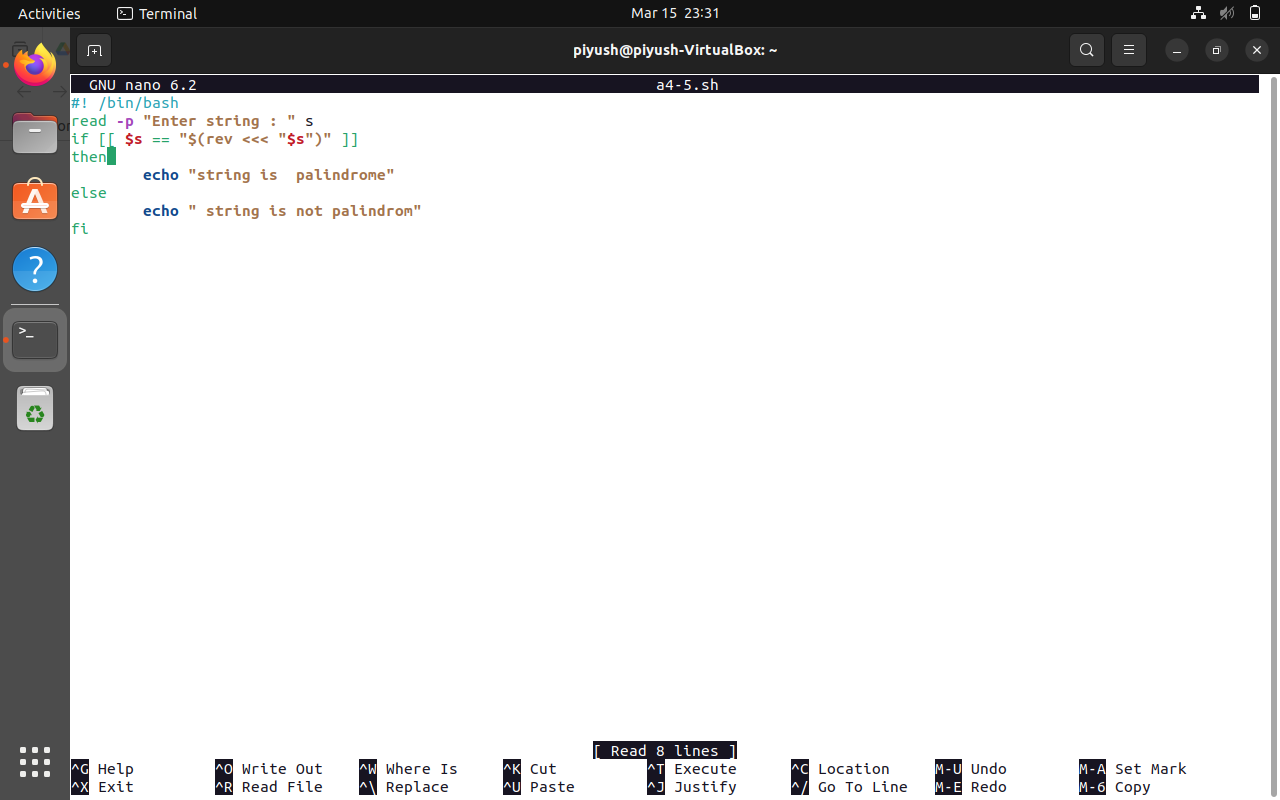 Activities Terminal Mar 15 23:31
piyush@piyush-VirtualBox: ~
GNU nano 6.2 a4-5.sh
#! /bin/bash
read -p "Enter string : " s
if [[ $s == "$(rev <<< "$s")" ]]
then
echo "string is  palindrome"
else
echo " string is not palindrom"
fi
[ Read 8 lines ]
^G Help ^O Write Out ^W Where Is ^K Cut ^T Execute ^C Location M-U Undo M-A Set Mark
^X Exit ^R Read File ^\ Replace ^U Paste ^J Justify ^/ Go To Line M-E Redo M-6 Copy